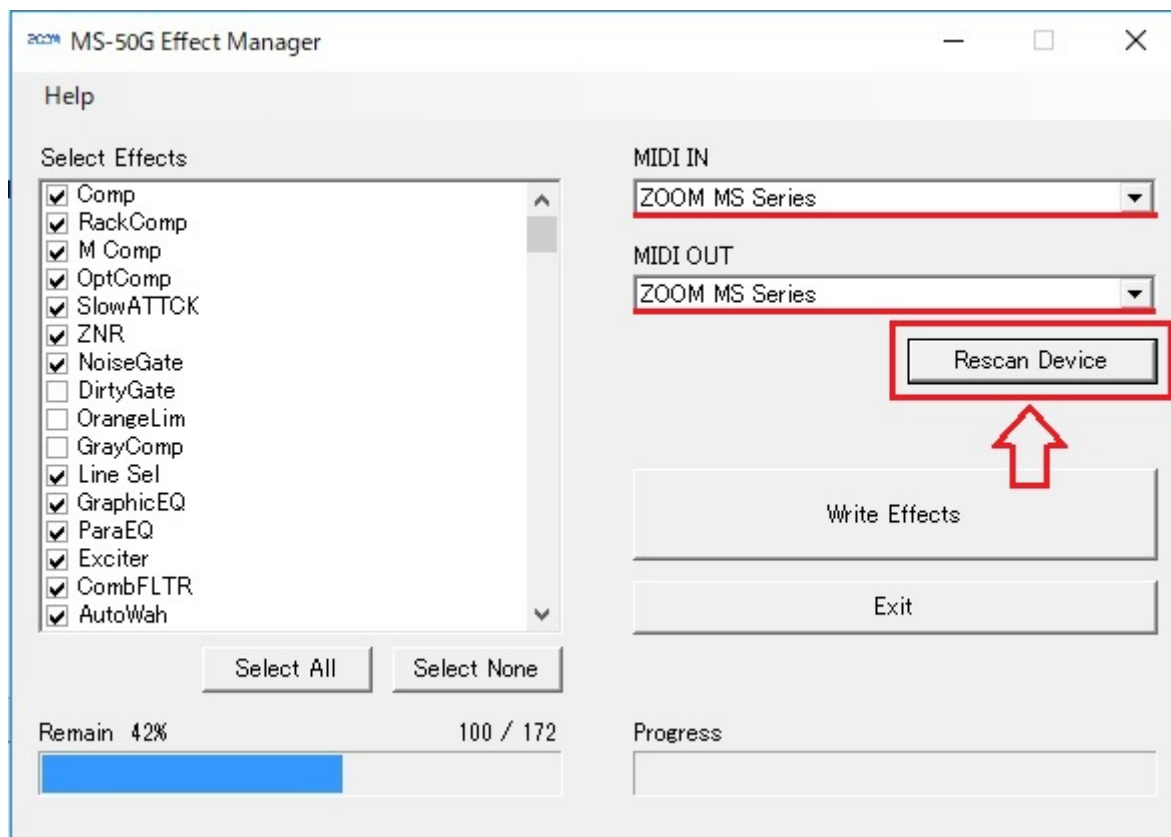 ZOOM MS-50G Effect Manager
Help
Select Effects
Comp
RackComp
M Comp
OptComp
SlowATTCK
ZNR
NoiseGate
DirtyGate
OrangeLim
GrayComp
Line Sel
GraphicEQ
ParaEQ
Exciter
CombFLTR
AutoWah
Select All
Select None
Remain 42%
100 / 172
MIDI IN
ZOOM MS Series
MIDI OUT
ZOOM MS Series
Rescan Device
Write Effects
Exit
Progress